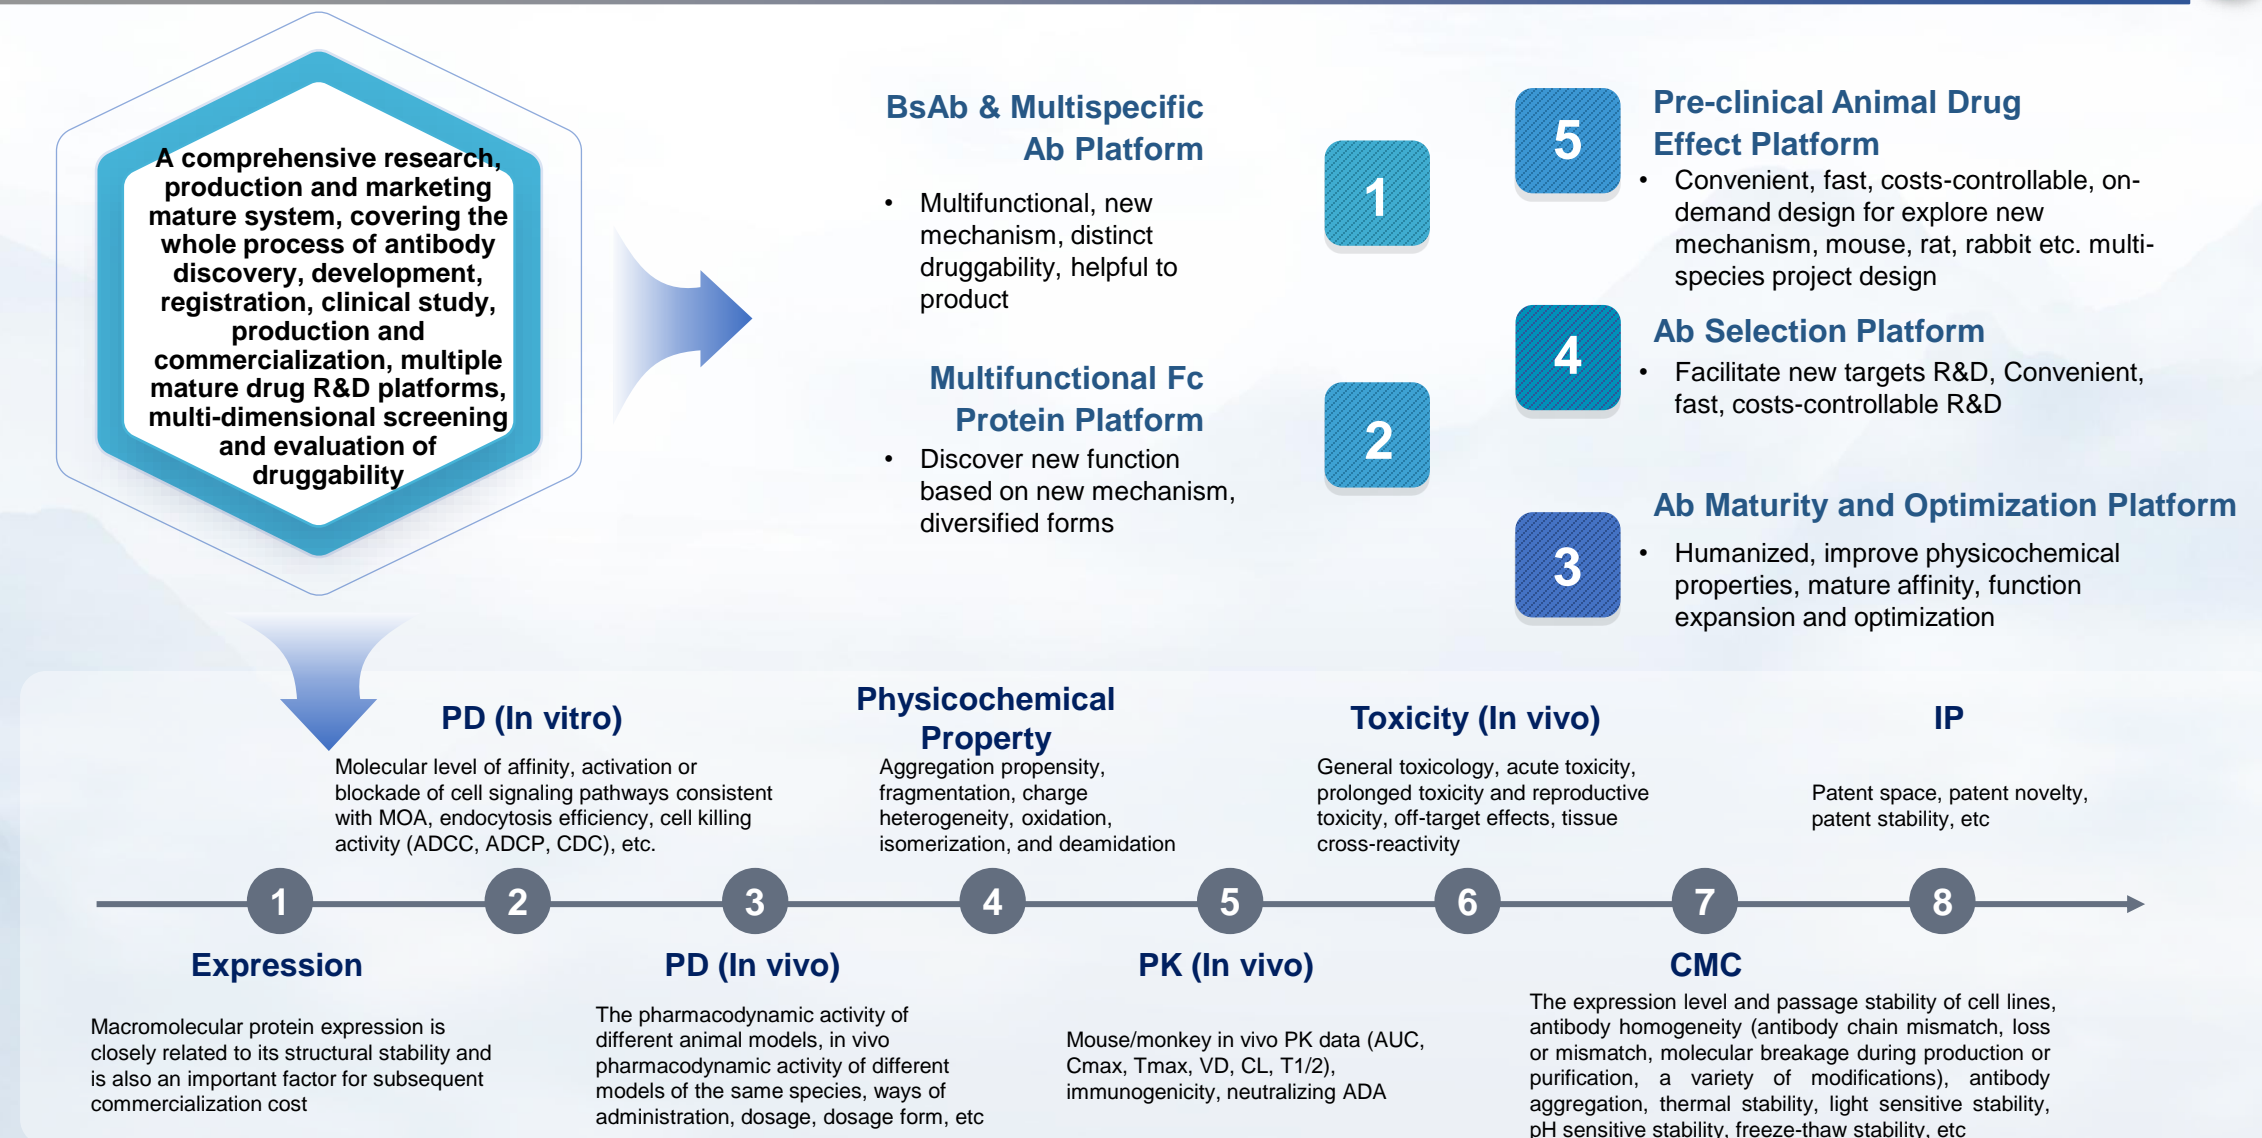 A comprehensive research,
production and marketing
mature system, covering the
whole process of antibody
discovery, development,
registration, clinical study,
production and
commercialization, multiple
mature drug R&D platforms,
multi-dimensional screening
and evaluation of
druggability
BsAb & Multispecific
Ab Platform
• Multifunctional, new
mechanism, distinct
druggability, helpful to
product
1
Multifunctional Fc
Protein Platform
• Discover new function
based on new mechanism,
diversified forms
2
5
Pre-clinical Animal Drug
Effect Platform
• Convenient, fast, costs-controllable, on-
demand design for explore new
mechanism, mouse, rat, rabbit etc. multi-
species project design
4
Ab Selection Platform
• Facilitate new targets R&D, Convenient,
fast, costs-controllable R&D
3
Ab Maturity and Optimization Platform
• Humanized, improve physicochemical
properties, mature affinity, function
expansion and optimization
1
Expression
Macromolecular protein expression is
closely related to its structural stability and
is also an important factor for subsequent
commercialization cost
PD (In vitro)
Molecular level of affinity, activation or
blockade of cell signaling pathways consistent
with MOA, endocytosis efficiency, cell killing
activity (ADCC, ADCP, CDC), etc.
2
3
PD (In vivo)
The pharmacodynamic activity of
different animal models, in vivo
pharmacodynamic activity of different
models of the same species, ways of
administration, dosage, dosage form, etc
Physicochemical
Property
Aggregation propensity,
fragmentation, charge
heterogeneity, oxidation,
isomerization, and deamidation
4
5
PK (In vivo)
Mouse/monkey in vivo PK data (AUC,
Cmax, Tmax, VD, CL, T1/2),
immunogenicity, neutralizing ADA
Toxicity (In vivo)
General toxicology, acute toxicity,
prolonged toxicity and reproductive
toxicity, off-target effects, tissue
cross-reactivity
6
7
CMC
The expression level and passage stability of cell lines,
antibody homogeneity (antibody chain mismatch, loss
or mismatch, molecular breakage during production or
purification, a variety of modifications), antibody
aggregation, thermal stability, light sensitive stability,
pH sensitive stability, freeze-thaw stability, etc
IP
Patent space, patent novelty,
patent stability, etc
8